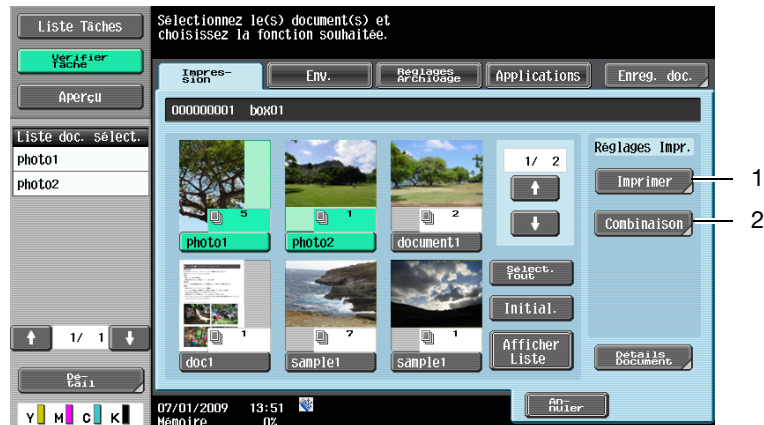 Liste Tâches
Vérifier
Tâche
Aperçu
Liste doc. sélect.
photo1
photo2
1/ 1
Dé-
tail
Y M C K
Sélectionnez le(s) document(s) et
choisissez la fonction souhaitée.
Impres-
sion
Env.
Réglages
Archivage
Applications
Enreg. doc.
000000001 box01
5
photo1
1
photo2
2
document1
1
doc1
7
sample1
1
sample1
1/ 2
Sélect.
Tout
Initial.
Afficher
Liste
Réglages Impr.
Imprimer
1
Combinaison
2
Détails
Document
07/01/2009 13:51
Mémoire 0%
An-
nuler